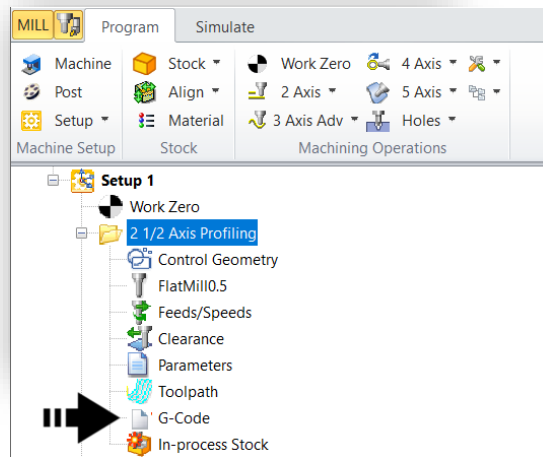 MILL Program Simulate
Machine Stock 4 Axis Work Zero
Post Align 2 Axis 5 Axis
Setup Material 3 Axis Adv Holes
Machine Setup Stock Machining Operations
Setup 1
Work Zero
2 1/2 Axis Profiling
Control Geometry
FlatMill0.5
Feeds/Speeds
Clearance
Parameters
Toolpath
G-Code
In-process Stock